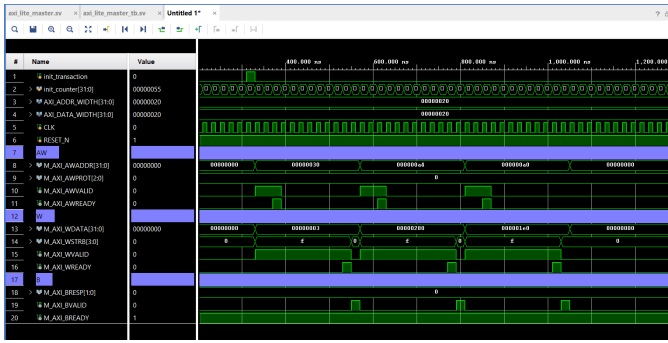 axi_lite_master.sv × axi_lite_master_tb.sv × Untitled 1* ×
# Name Value
400.000 ns 600.000 ns 800.000 ns 1,000.000 ns 1,200.000
1 init_transaction 0
2 > init_counter[31:0] 00000055
3 > AXI_ADDR_WIDTH[31:0] 00000020 00000020
4 > AXI_DATA_WIDTH[31:0] 00000020 00000020
5 CLK 0
6 RESET_N 1
7 AW
8 > M_AXI_AWADDR[31:0] 00000000 00000000 00000030 000000a0 00000000
9 > M_AXI_AWPROT[2:0] 0 0
10 M_AXI_AWVALID 0
11 M_AXI_AWREADY 0
12 W
13 > M_AXI_WDATA[31:0] 00000000 00000000 00000003 00000200 000001e0 00000000
14 > M_AXI_WSTRB[3:0] 0 0 f 0 f 0 f 0
15 M_AXI_WVALID 0
16 M_AXI_WREADY 0
17 B
18 > M_AXI_BRESP[1:0] 0 0
19 M_AXI_BVALID 0
20 M_AXI_BREADY 1